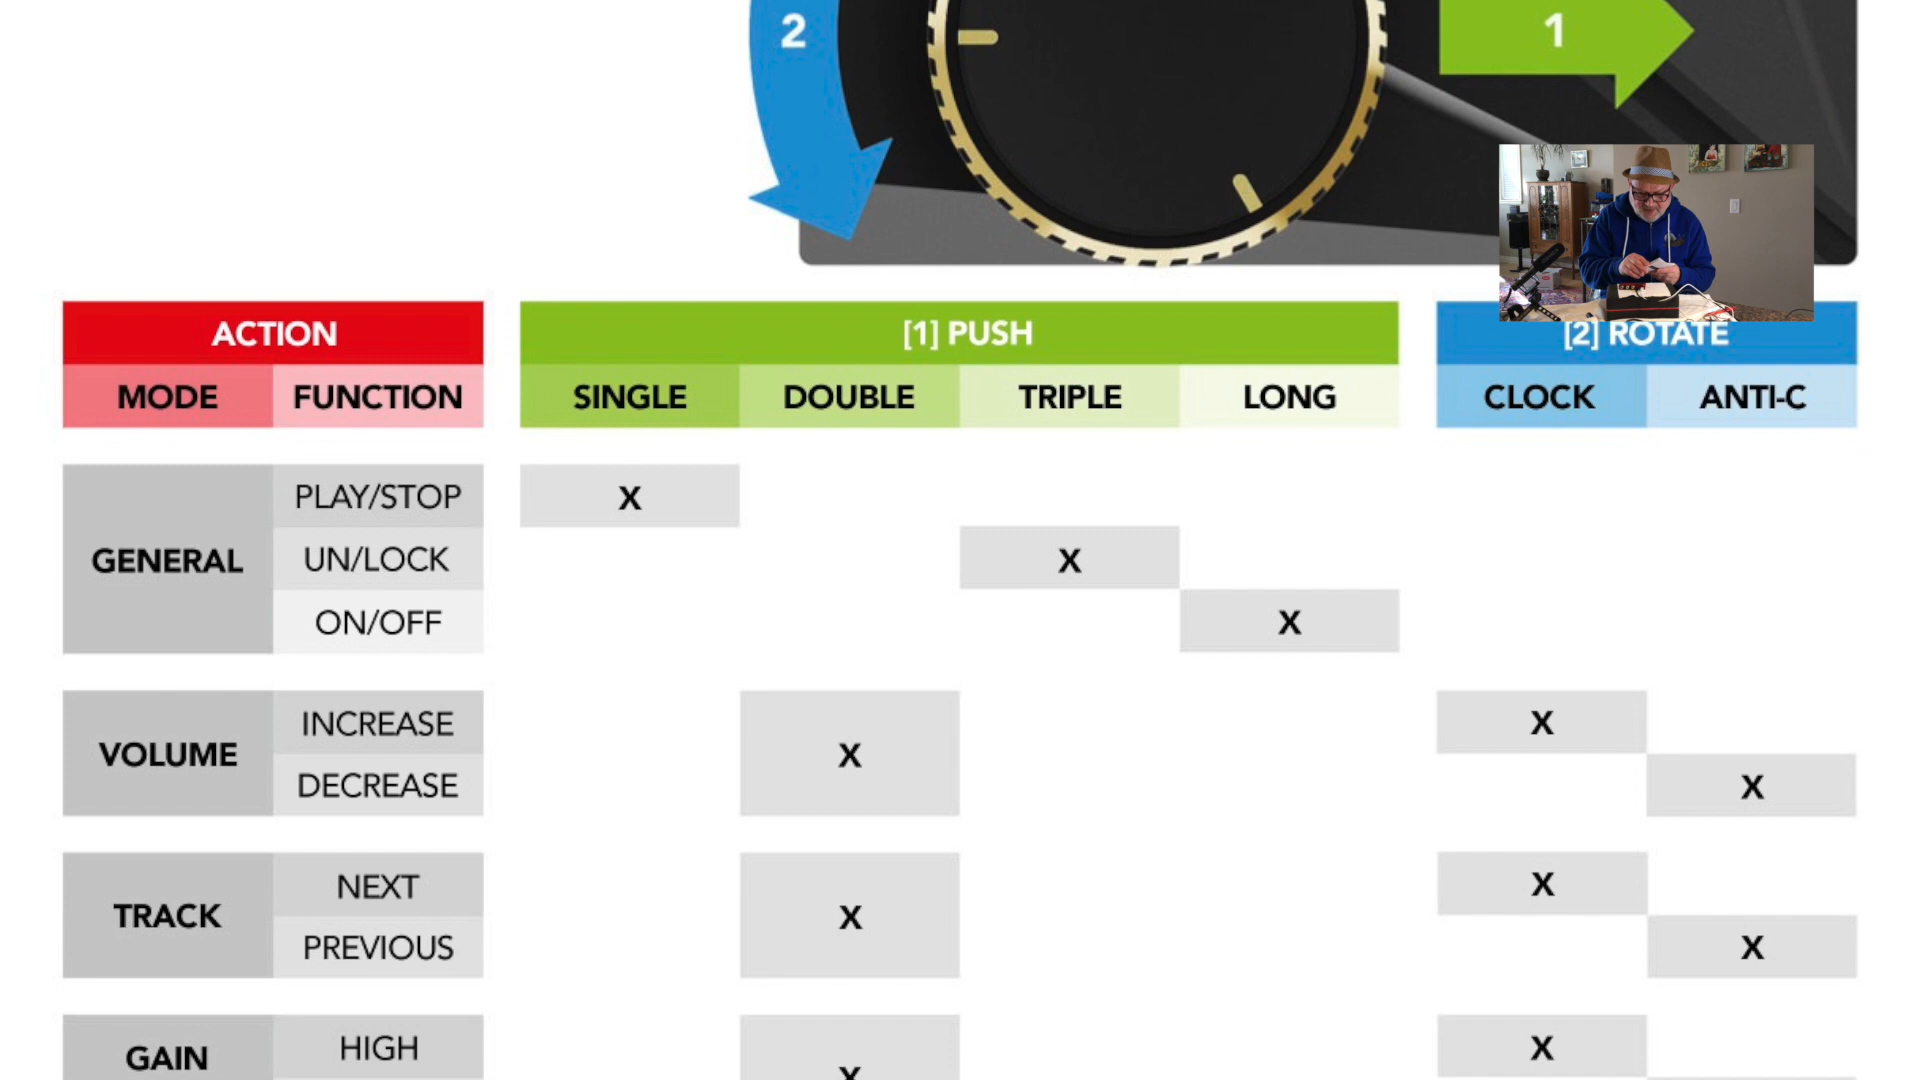 2
1
ACTION
[1] PUSH
[2] ROTATE
MODE FUNCTION
SINGLE DOUBLE TRIPLE LONG
CLOCK ANTI-C
GENERAL
PLAY/STOP X
UN/LOCK X
ON/OFF X
VOLUME
INCREASE X X
DECREASE X
TRACK
NEXT X X
PREVIOUS X
GAIN
HIGH X X